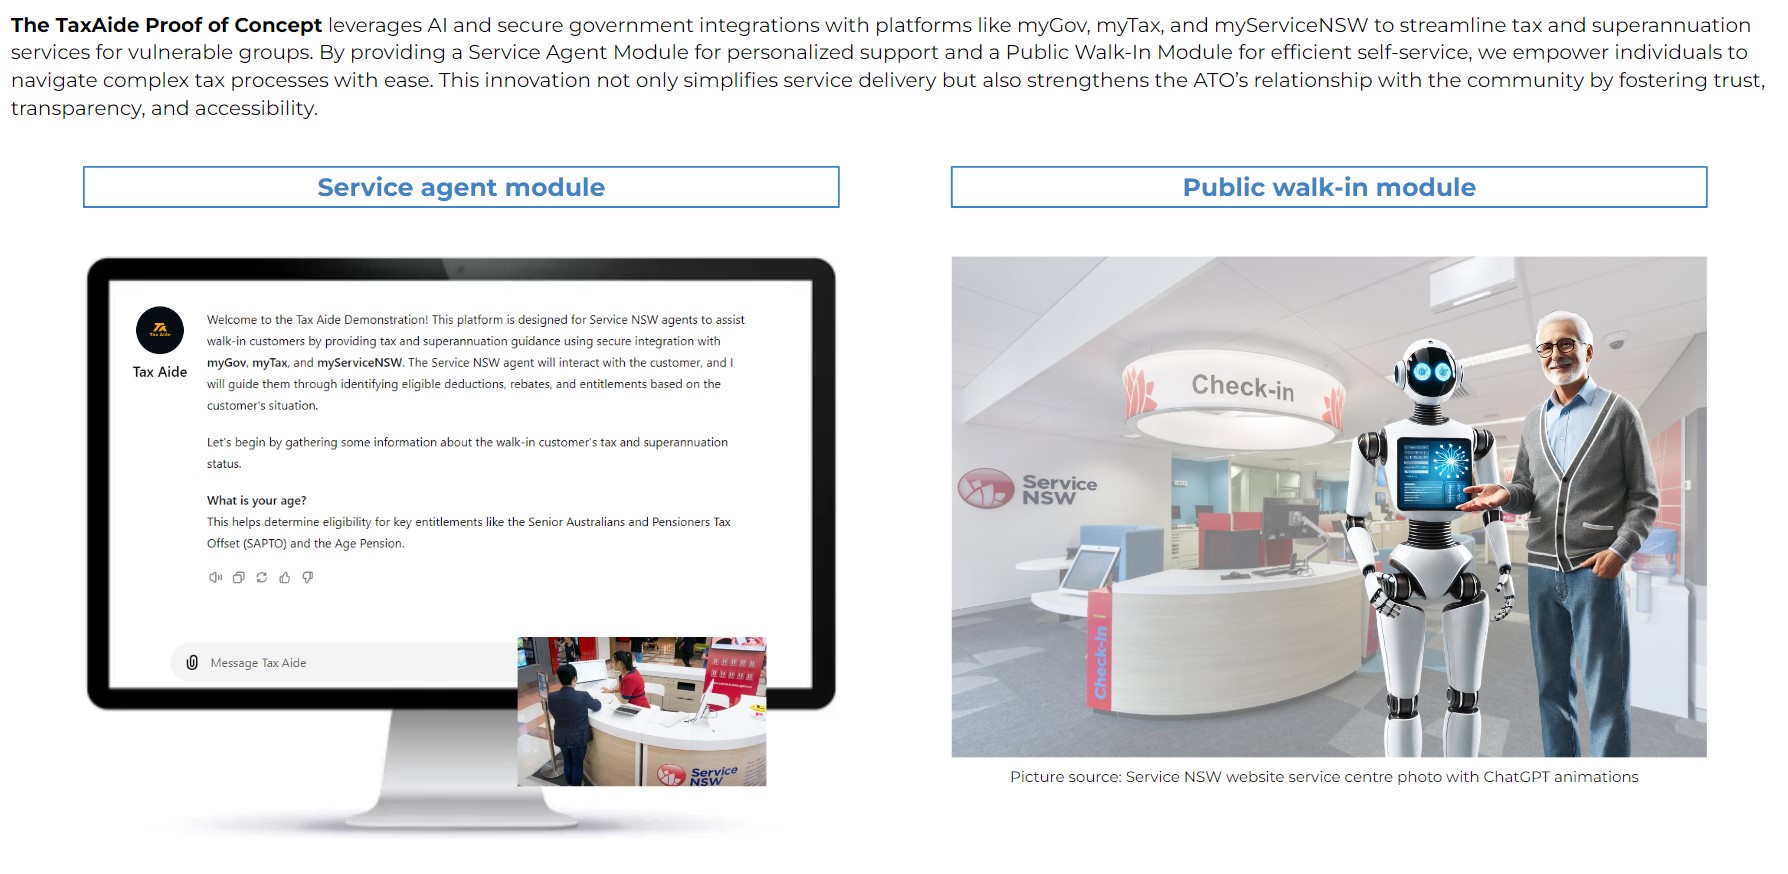 The TaxAide Proof of Concept leverages AI and secure government integrations with platforms like myGov, myTax, and myServiceNSW to streamline tax and superannuation
services for vulnerable groups. By providing a Service Agent Module for personalized support and a Public Walk-In Module for efficient self-service, we empower individuals to
navigate complex tax processes with ease. This innovation not only simplifies service delivery but also strengthens the ATO’s relationship with the community by fostering trust,
transparency, and accessibility.
Service agent module
TA
Tax Aide
Tax Aide
Welcome to the Tax Aide Demonstration! This platform is designed for Service NSW agents to assist
walk-in customers by providing tax and superannuation guidance using secure integration with
myGov, myTax, and myServiceNSW. The Service NSW agent will interact with the customer, and I
will guide them through identifying eligible deductions, rebates, and entitlements based on the
customer's situation.
Let's begin by gathering some information about the walk-in customer's tax and superannuation
status.
What is your age?
This helps determine eligibility for key entitlements like the Senior Australians and Pensioners Tax
Offset (SAPTO) and the Age Pension.
Message Tax Aide
Service
NSW
Public walk-in module
Check-in
Service
NSW
Check-in
Picture source: Service NSW website service centre photo with ChatGPT animations